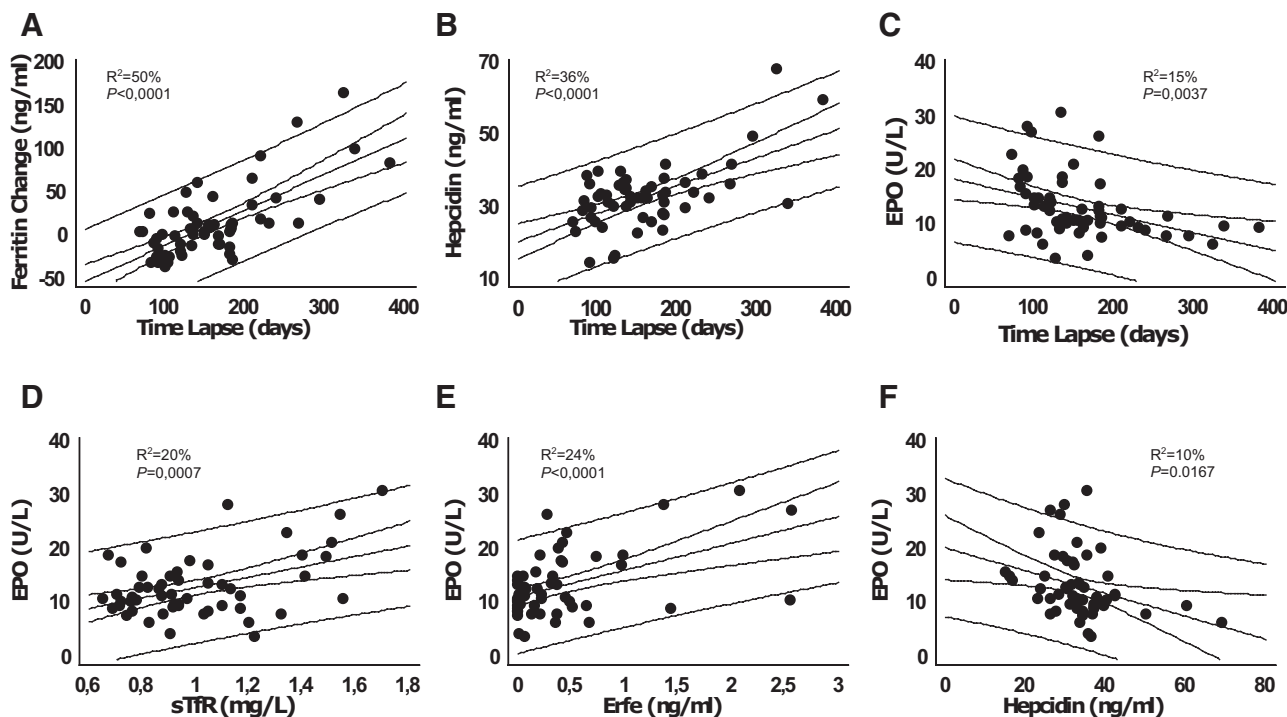 A
Ferritin Change (ng/ml)
200
150
100
50
0
-50
R²=50%
P<0,0001
0 100 200 300 400
Time Lapse (days)
B
Hepcidin (ng/ml)
70
50
30
10
R²=36%
P<0,0001
0 100 200 300 400
Time Lapse (days)
C
EPO (U/L)
40
30
20
10
0
R²=15%
P=0,0037
0 100 200 300 400
Time Lapse (days)
D
EPO (U/L)
40
30
20
10
0
R²=20%
P=0,0007
0,6 0,8 1 1,2 1,4 1,6 1,8
sTfR (mg/L)
E
EPO (U/L)
40
30
20
10
0
R²=24%
P<0,0001
0 0,5 1 1,5 2 2,5 3
Erfe (ng/ml)
F
EPO (U/L)
40
30
20
10
0
R²=10%
P=0.0167
0 20 40 60 80
Hepcidin (ng/ml)